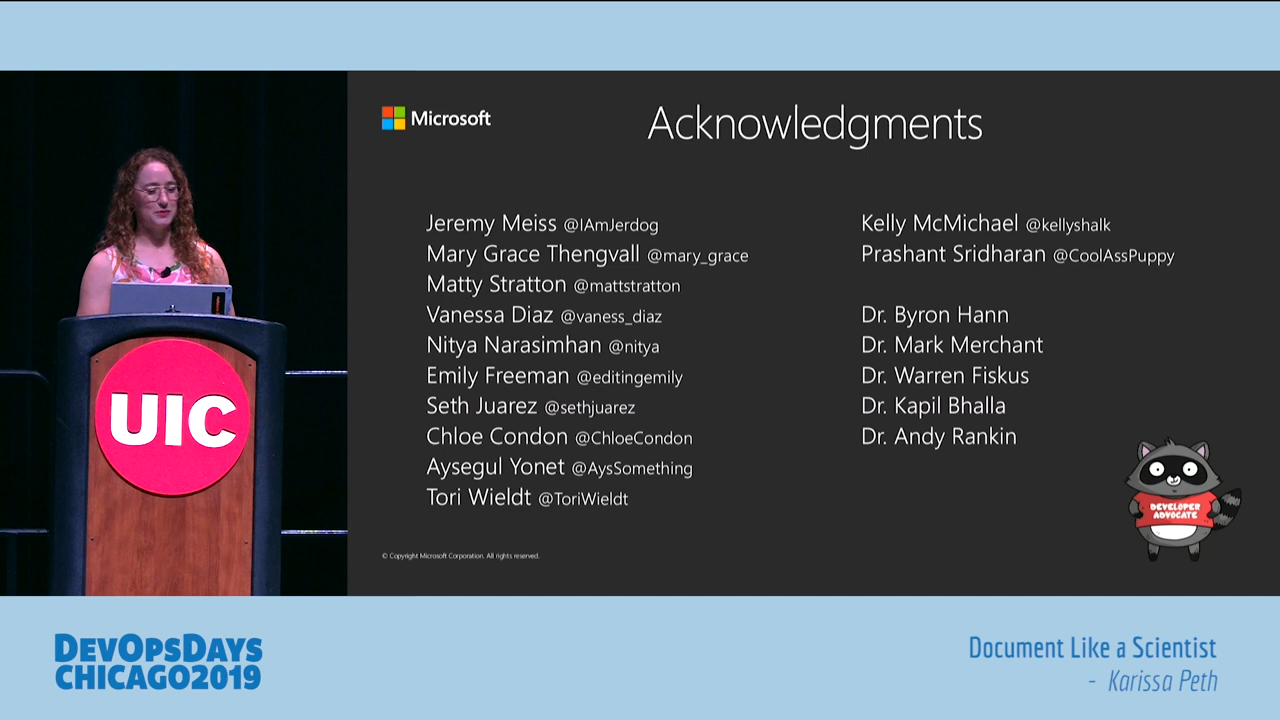 Microsoft
Acknowledgments
Jeremy Meiss @IAmJerdog
Mary Grace Thengvall @mary_grace
Matty Stratton @mattstratton
Vanessa Diaz @vaness_diaz
Nitya Narasimhan @nitya
Emily Freeman @editingemily
Seth Juarez @sethjuarez
Chloe Condon @ChloeCondon
Aysegul Yonet @AysSomething
Tori Wieldt @ToriWieldt
Kelly McMichael @kellyshalk
Prashant Sridharan @CoolAssPuppy
Dr. Byron Hann
Dr. Mark Merchant
Dr. Warren Fiskus
Dr. Kapil Bhalla
Dr. Andy Rankin
DEVELOPER
ADVOCATE
© Copyright Microsoft Corporation. All rights reserved.
UIC
DEVOPSDAYS
CHICAGO2019
Document Like a Scientist
- Karissa Peth